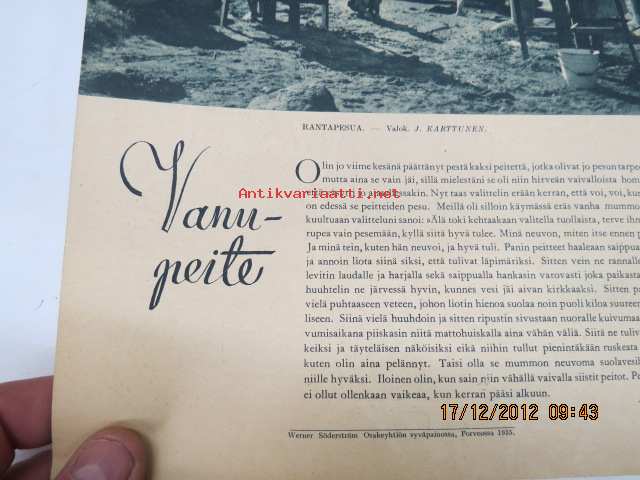 RANTAPESUA. — Valok. J. KARTTUNEN.
Vanu-
peite
Olin jo viime kesänä päättänyt pestä kaksi peitettä, jotka olivat jo pesun tarpe
mutta aina se vain jäi, sillä mielestäni se oli niin hirveän vaivalloista hom
Antikvariaatti.net
Nyt taas valittelin erään kerran, että voi, voi, kun
on edessä se peitteiden pesu. Meillä oli silloin käymässä eräs vanha mummo
kuultuaan valitteluni sanoi: »Älä toki kehtaakaan valitella tuollaista, terve ihm
rupea vain pesemään, kyllä siitä hyvä tulee. Minä neuvon, miten itse ennen p
Ja minä tein, kuten hän neuvoi, ja hyvä tuli. Panin peitteet haaleaan saippuaa
ja annoin liota siinä siksi, että tulivat läpimäriksi. Sitten vein ne rannalle
levitin laudalle ja harjalla sekä saippualla hankasin varovasti joka paikasta
huuhtelin ne järvessä hyvin, kunnes vesi jäi aivan kirkkaaksi. Sitten p
vielä puhtaaseen veteen, johon liotin hienoa suolaa noin puoli kiloa suureen
liseen. Siinä vielä huuhdoin ja sitten ripustin sivustaan nuoralle kuivumaa
vumisaikana piiskasin niitä mattohuiskalla aina vähän väliä. Siitä ne tulive
keiksi ja täyteläisen näköisiksi eikä niihin tullut pienintäkään ruskeata
kuten olin aina pelännyt. Taisi olla se mummon neuvoma suolavesi
niille hyväksi. Iloinen olin, kun sain niin vähällä vaivalla siistit peitot. Pe
ei ollut ollenkaan vaikeaa, kun kerran pääsi alkuun.
17/12/2012 09:43
Werner Söderström Osakeyhtiön syväpainossa, Porvoossa 1935.